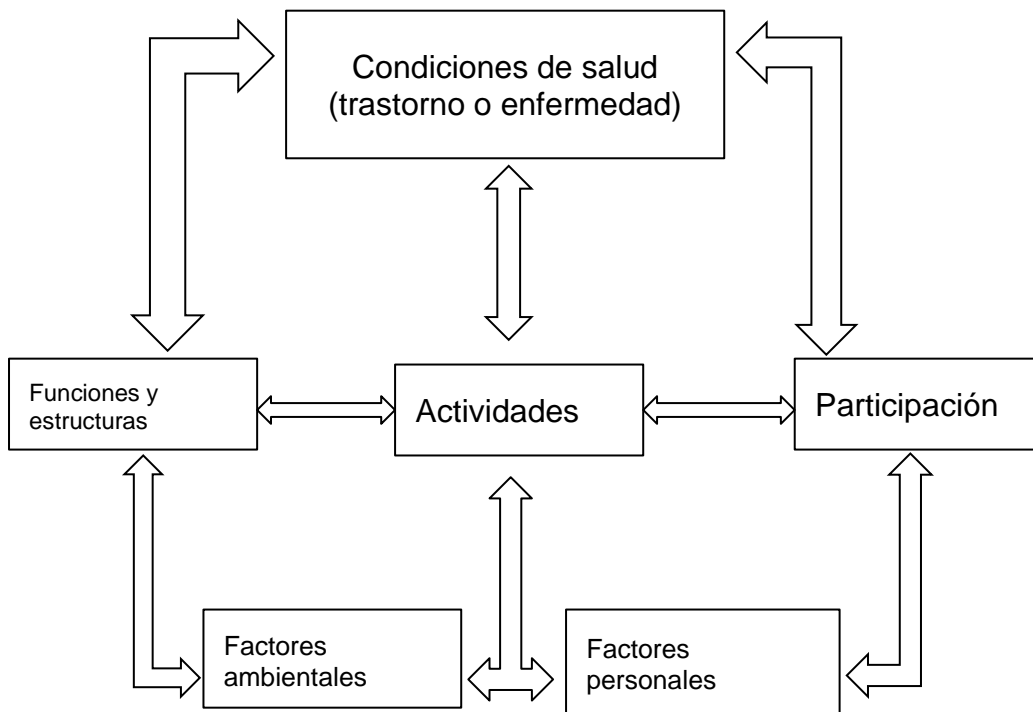 Condiciones de salud
(trastorno o enfermedad)
Funciones y
estructuras
Actividades
Participación
Factores
ambientales
Factores
personales